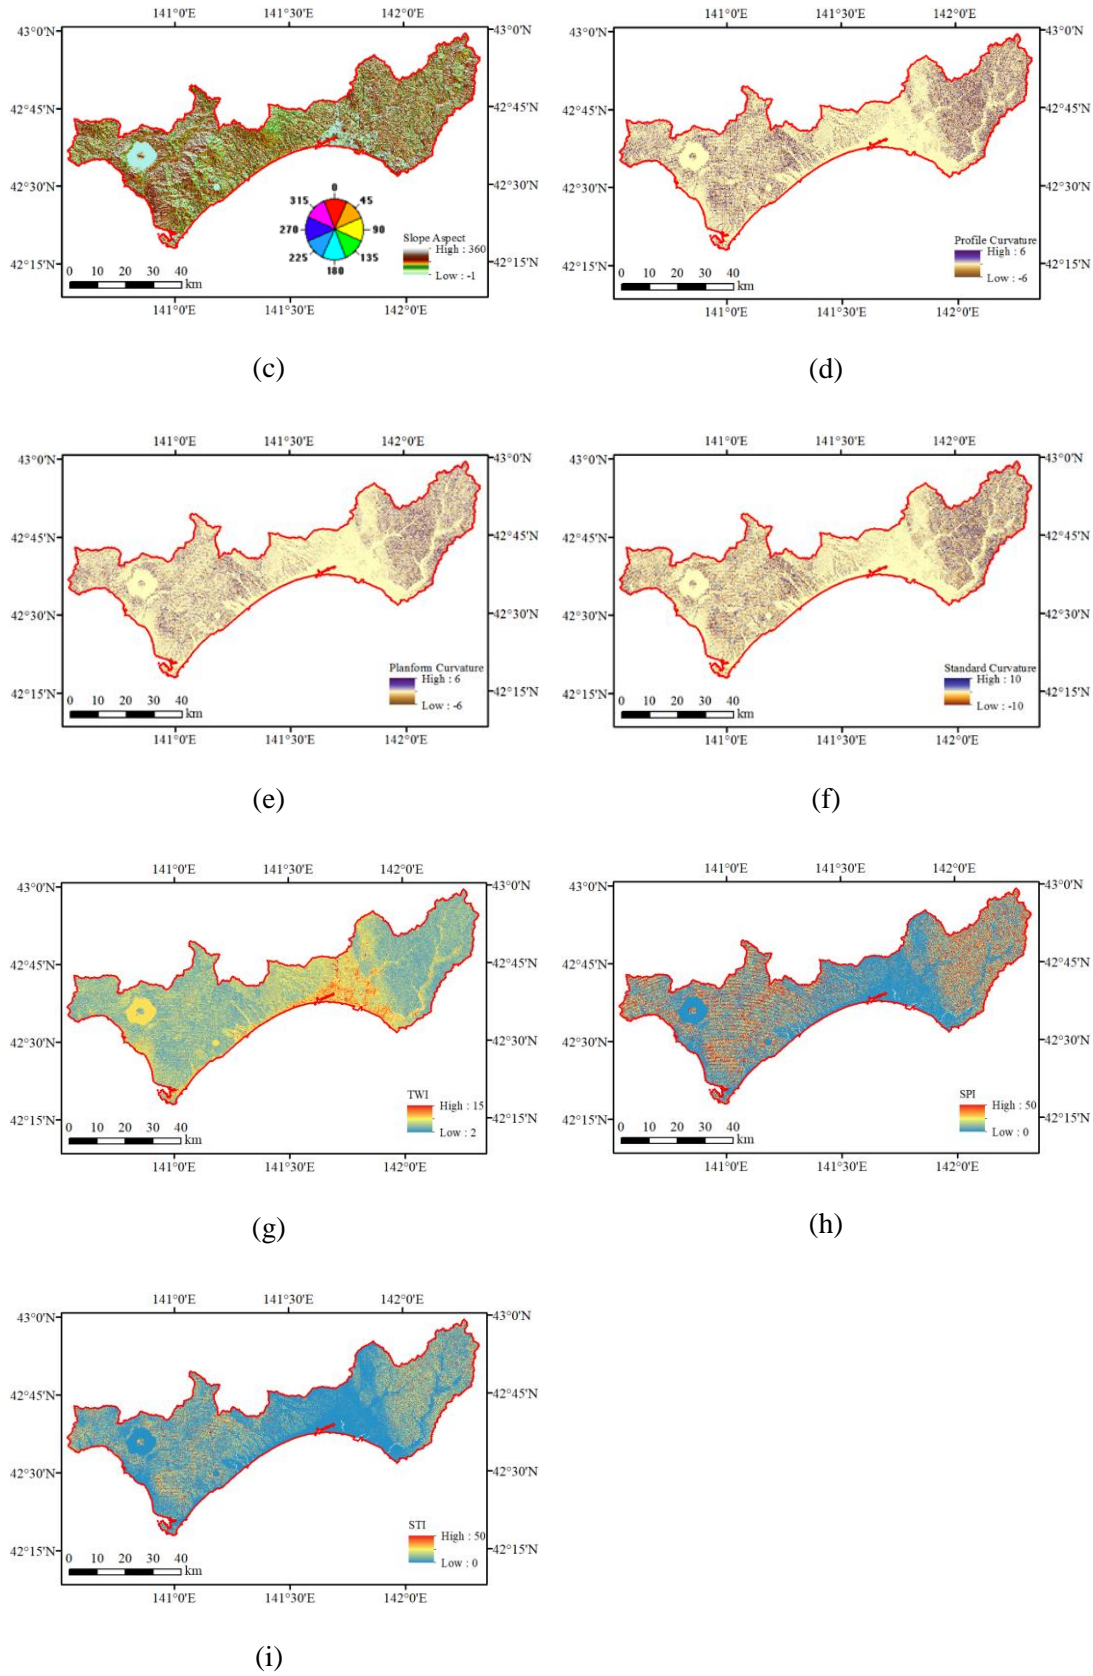 141°0'E 141°30'E 142°0'E
43°0'N 43°0'N
42°45'N 42°45'N
42°30'N 42°30'N
42°15'N 42°15'N
0 45 90 135 180 225 270 315
Slope Aspect
High : 360
Low : -1
0 10 20 30 40
km
141°0'E 141°30'E 142°0'E
(c)
141°0'E 141°30'E 142°0'E
43°0'N 43°0'N
42°45'N 42°45'N
42°30'N 42°30'N
42°15'N 42°15'N
Profile Curvature
High : 6
Low : -6
0 10 20 30 40
km
141°0'E 141°30'E 142°0'E
(d)
141°0'E 141°30'E 142°0'E
43°0'N 43°0'N
42°45'N 42°45'N
42°30'N 42°30'N
42°15'N 42°15'N
Planform Curvature
High : 6
Low : -6
0 10 20 30 40
km
141°0'E 141°30'E 142°0'E
(e)
141°0'E 141°30'E 142°0'E
43°0'N 43°0'N
42°45'N 42°45'N
42°30'N 42°30'N
42°15'N 42°15'N
Standard Curvature
High : 10
Low : -10
0 10 20 30 40
km
141°0'E 141°30'E 142°0'E
(f)
141°0'E 141°30'E 142°0'E
43°0'N 43°0'N
42°45'N 42°45'N
42°30'N 42°30'N
42°15'N 42°15'N
TWI
High : 15
Low : 2
0 10 20 30 40
km
141°0'E 141°30'E 142°0'E
(g)
141°0'E 141°30'E 142°0'E
43°0'N 43°0'N
42°45'N 42°45'N
42°30'N 42°30'N
42°15'N 42°15'N
SPI
High : 50
Low : 0
0 10 20 30 40
km
141°0'E 141°30'E 142°0'E
(h)
141°0'E 141°30'E 142°0'E
43°0'N 43°0'N
42°45'N 42°45'N
42°30'N 42°30'N
42°15'N 42°15'N
STI
High : 50
Low : 0
0 10 20 30 40
km
141°0'E 141°30'E 142°0'E
(i)